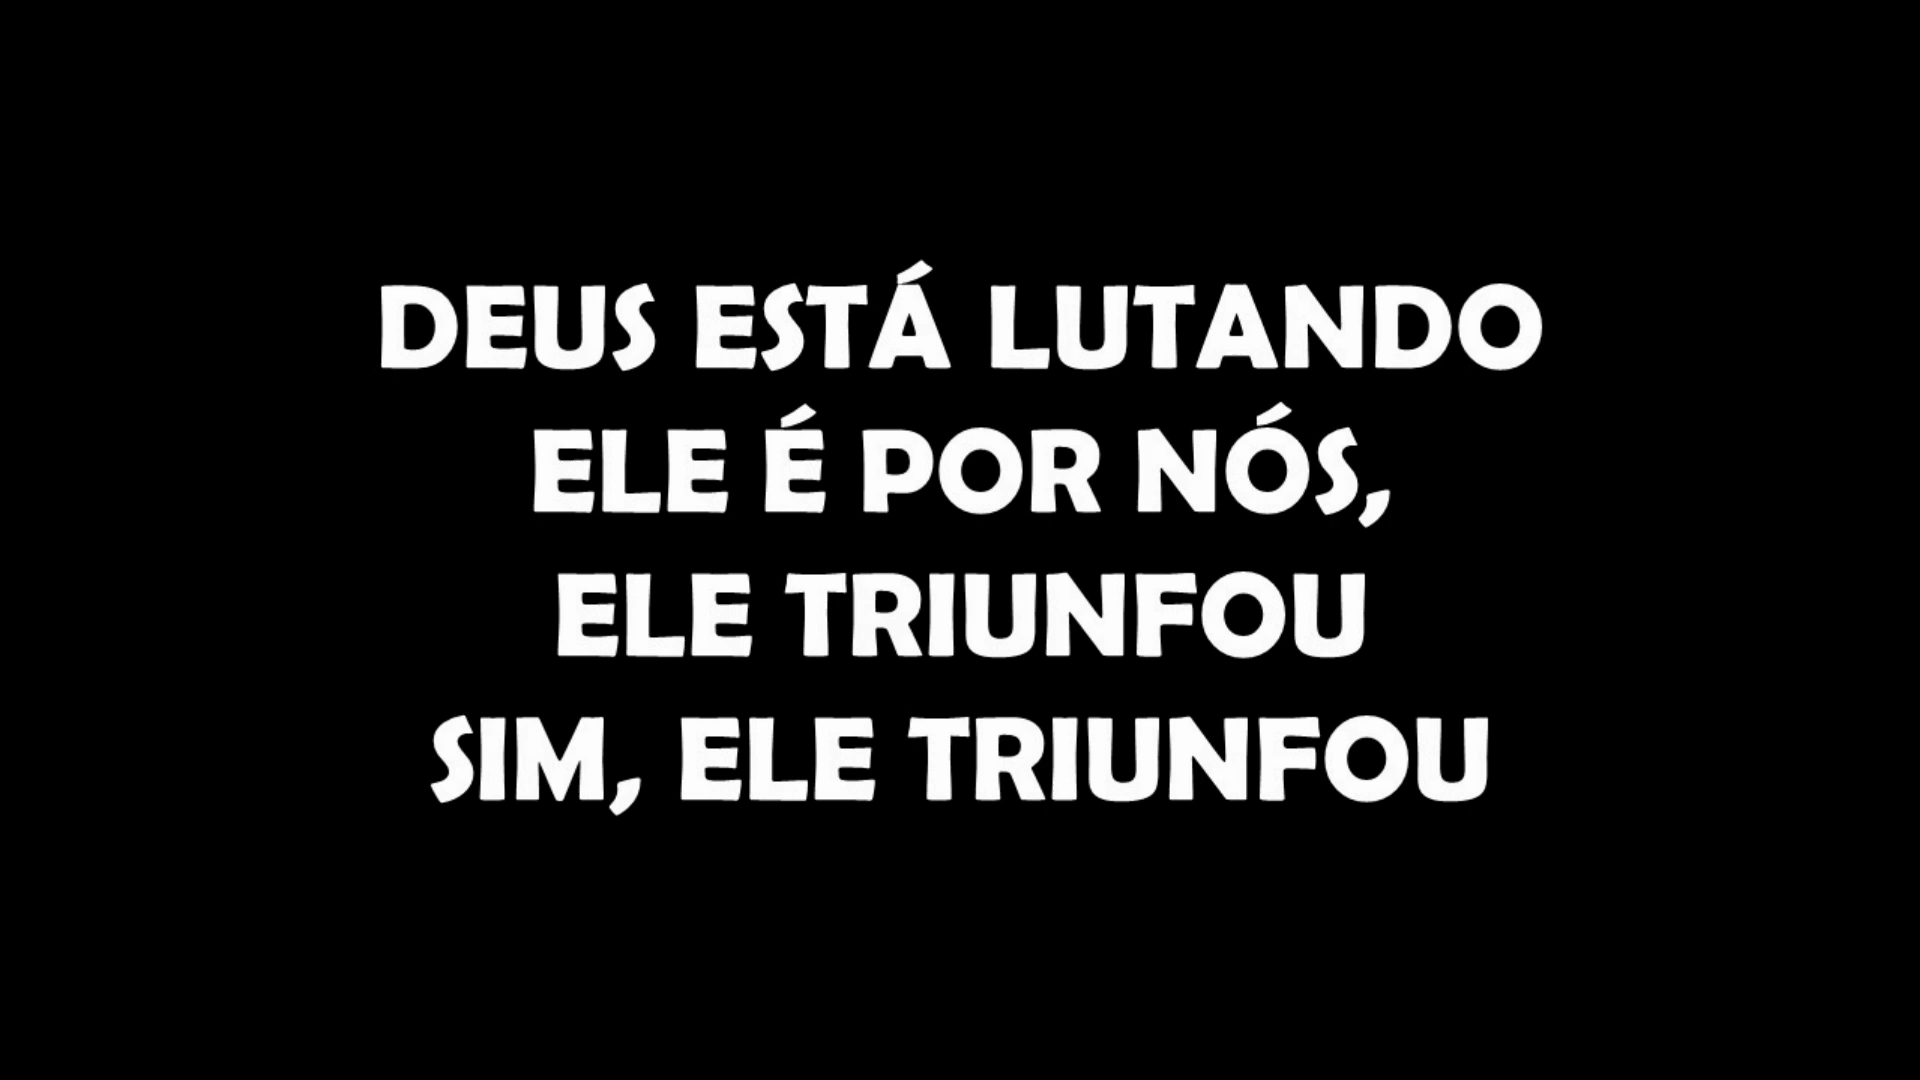 DEUS ESTÁ LUTANDO
ELE É POR NÓS,
ELE TRIUNFOU
SIM, ELE TRIUNFOU